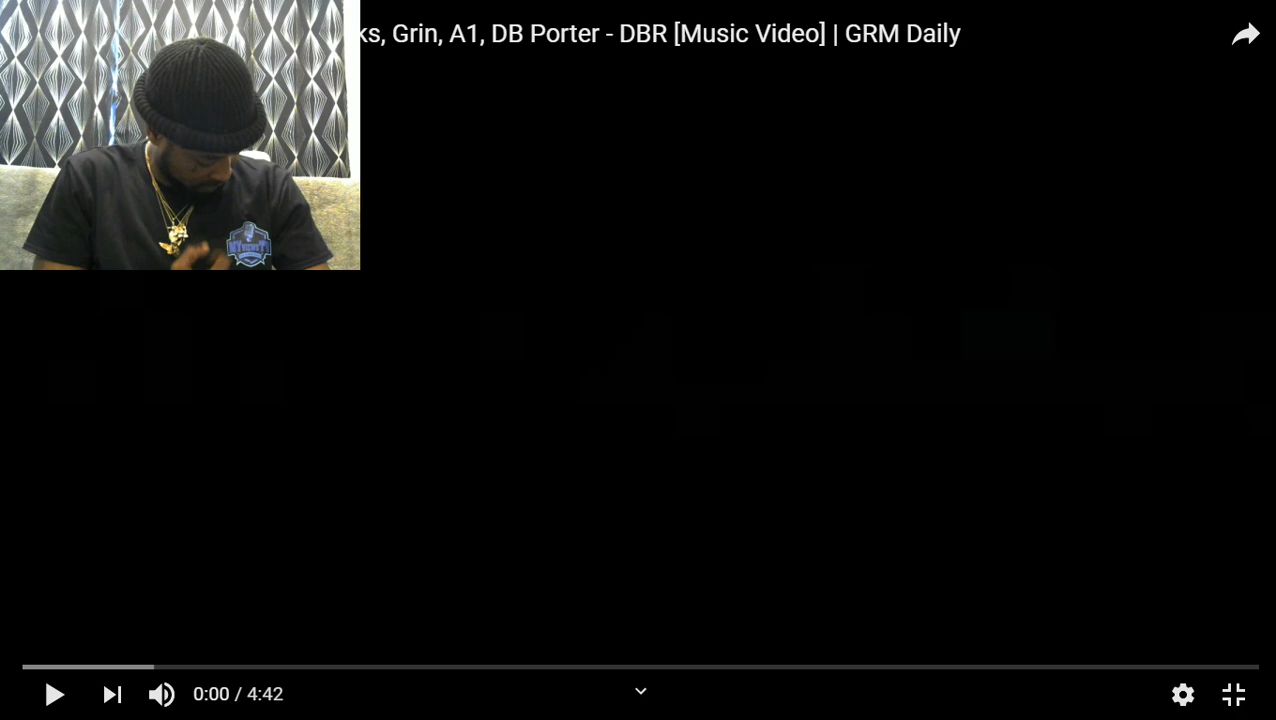 ks, Grin, A1, DB Porter - DBR [Music Video] | GRM Daily
0:00 / 4:42